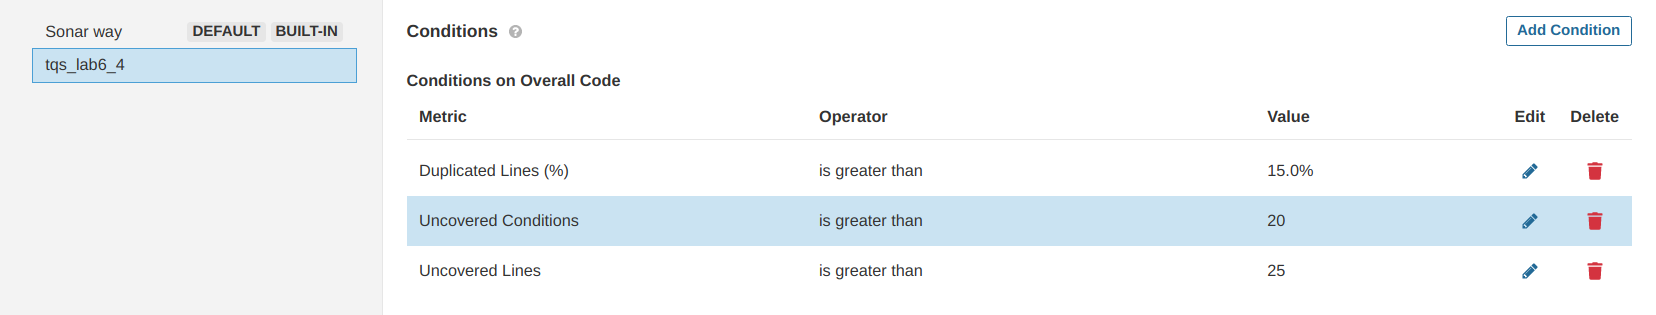 Sonar way DEFAULT BUILT-IN
tqs_lab6_4
Conditions ?
Add Condition
Conditions on Overall Code
Metric Operator Value Edit Delete
Duplicated Lines (%) is greater than 15.0%
Uncovered Conditions is greater than 20
Uncovered Lines is greater than 25